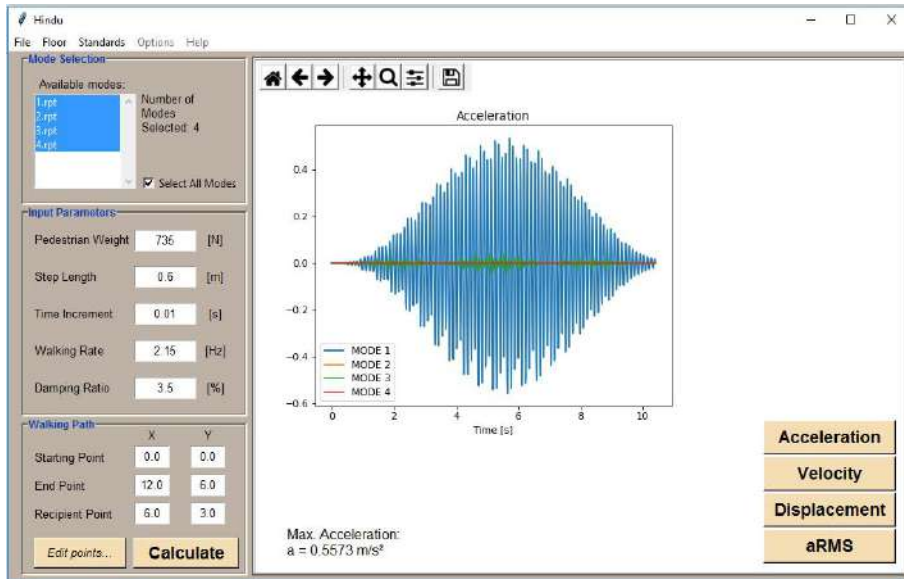 Hindu
File Floor Standards Options Help
Mode Selection
Available modes:
1.rpt
2.rpt
3.rpt
4.rpt
Number of
Modes
Selected: 4
Select All Modes
Input Parametors
Pedestrian Weight 735 [N]
Step Length 0.6 [m]
Time Increment 0.01 [s]
Walking Rate 2.15 [Hz]
Damping Ratio 3.5 [%]
Walking Path
X Y
Starting Point 0.0 0.0
End Point 12.0 6.0
Recipient Point 6.0 3.0
Edit points...
Calculate
Acceleration
0.4
0.2
0.0
−0.2
−0.4
−0.6
MODE 1
MODE 2
MODE 3
MODE 4
0 2 4 6 8 10
Time [s]
Max. Acceleration:
a = 0.5573 m/s²
Acceleration
Velocity
Displacement
aRMS